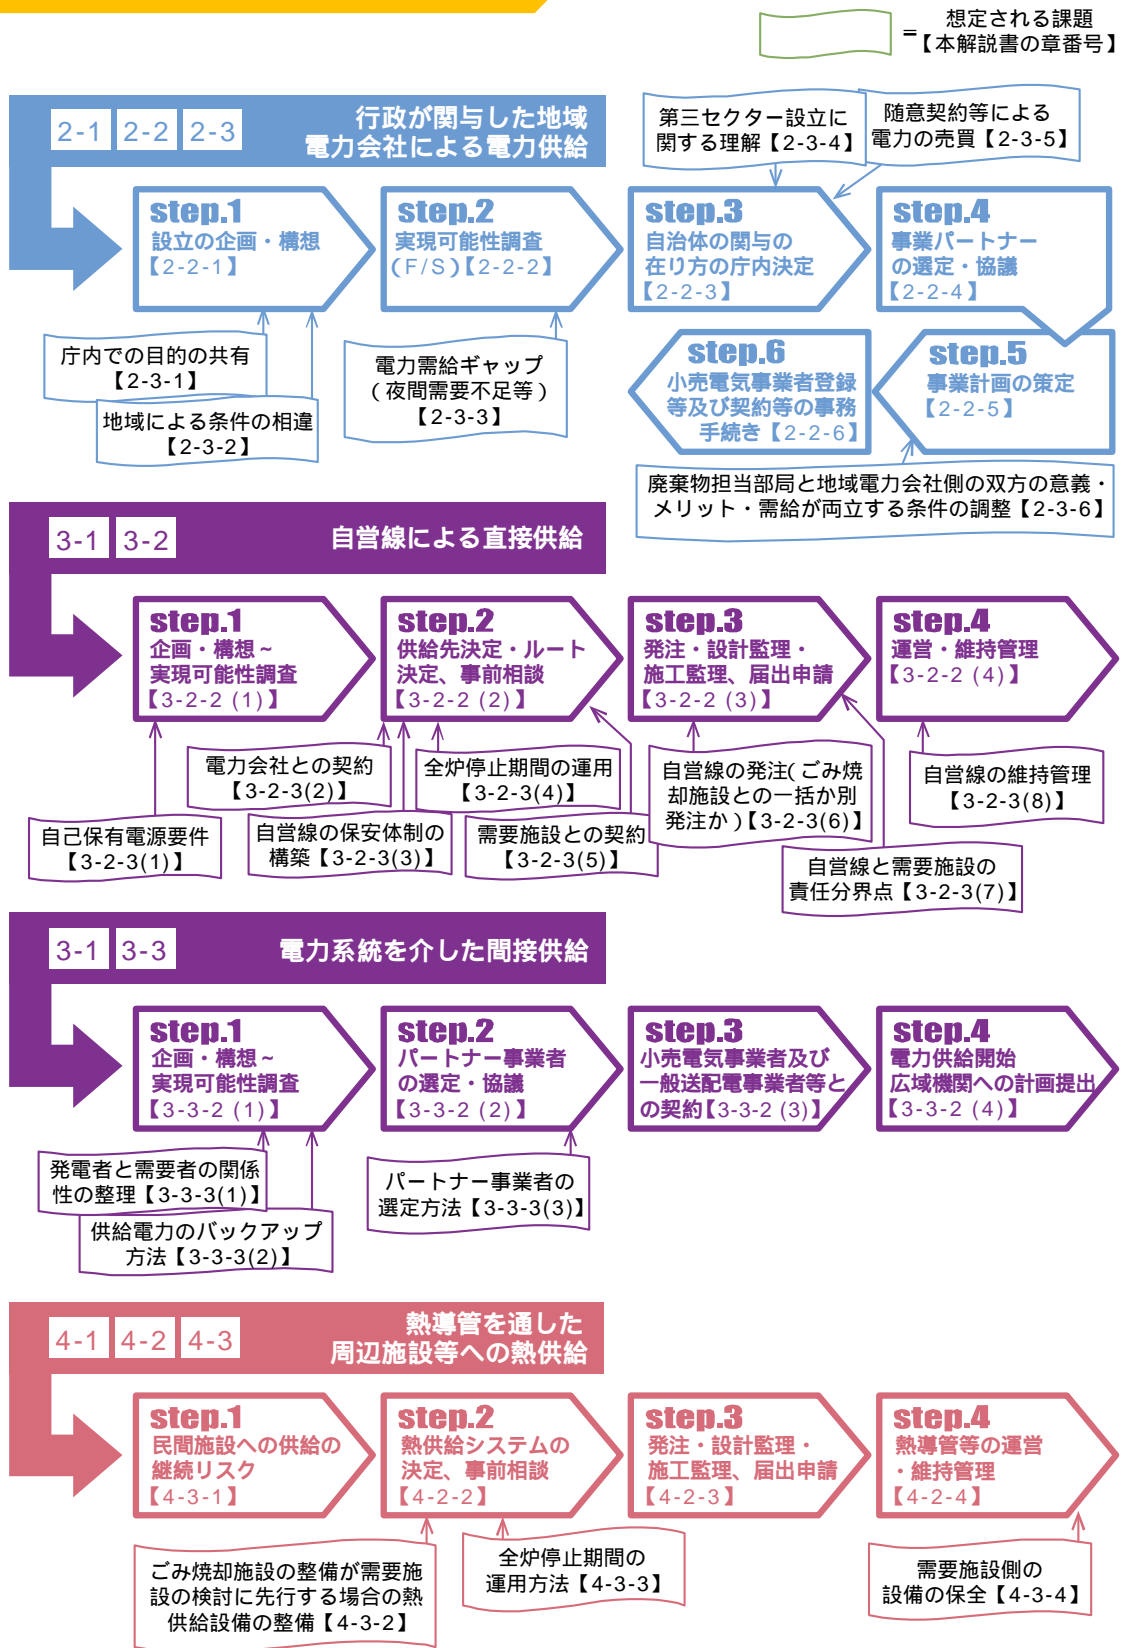 想定される課題
=【本解説書の章番号】
2-1 2-2 2-3
行政が関与した地域
電力会社による電力供給
第三セクター設立に
関する理解【2-3-4】
随意契約等による
電力の売買【2-3-5】
step.1
設立の企画・構想
【2-2-1】
step.2
実現可能性調査
(F/S)【2-2-2】
step.3
自治体の関与の
在り方の庁内決定
【2-2-3】
step.4
事業パートナー
の選定・協議
【2-2-4】
庁内での目的の共有
【2-3-1】
地域による条件の相違
【2-3-2】
電力需給ギャップ
(夜間需要不足等)
【2-3-3】
step.6
小売電気事業者登録
等及び契約等の事務
手続き【2-2-6】
step.5
事業計画の策定
【2-2-5】
廃棄物担当部局と地域電力会社側の双方の意義・
メリット・需給が両立する条件の調整【2-3-6】
3-1 3-2
自営線による直接供給
step.1
企画・構想~
実現可能性調査
【3-2-2 (1)】
step.2
供給先決定・ルート
決定、事前相談
【3-2-2 (2)】
step.3
発注・設計監理・
施工監理、届出申請
【3-2-2 (3)】
step.4
運営・維持管理
【3-2-2 (4)】
電力会社との契約
【3-2-3(2)】
全炉停止期間の運用
【3-2-3(4)】
自営線の発注(ごみ焼
却施設との一括か別
発注か)【3-2-3(6)】
自営線の維持管理
【3-2-3(8)】
自己保有電源要件
【3-2-3(1)】
自営線の保安体制の
構築【3-2-3(3)】
需要施設との契約
【3-2-3(5)】
自営線と需要施設の
責任分界点【3-2-3(7)】
3-1 3-3
電力系統を介した間接供給
step.1
企画・構想~
実現可能性調査
【3-3-2 (1)】
step.2
パートナー事業者
の選定・協議
【3-3-2 (2)】
step.3
小売電気事業者及び
一般送配電事業者等と
の契約【3-3-2 (3)】
step.4
電力供給開始
広域機関への計画提出
【3-3-2 (4)】
発電者と需要者の関係
性の整理【3-3-3(1)】
供給電力のバックアップ
方法【3-3-3(2)】
パートナー事業者の
選定方法【3-3-3(3)】
4-1 4-2 4-3
熱導管を通した
周辺施設等への熱供給
step.1
民間施設への供給の
継続リスク
【4-3-1】
step.2
熱供給システムの
決定、事前相談
【4-2-2】
step.3
発注・設計監理・
施工監理、届出申請
【4-2-3】
step.4
熱導管等の運営
・維持管理
【4-2-4】
ごみ焼却施設の整備が需要施
設の検討に先行する場合の熱
供給設備の整備【4-3-2】
全炉停止期間の
運用方法【4-3-3】
需要施設側の
設備の保全【4-3-4】